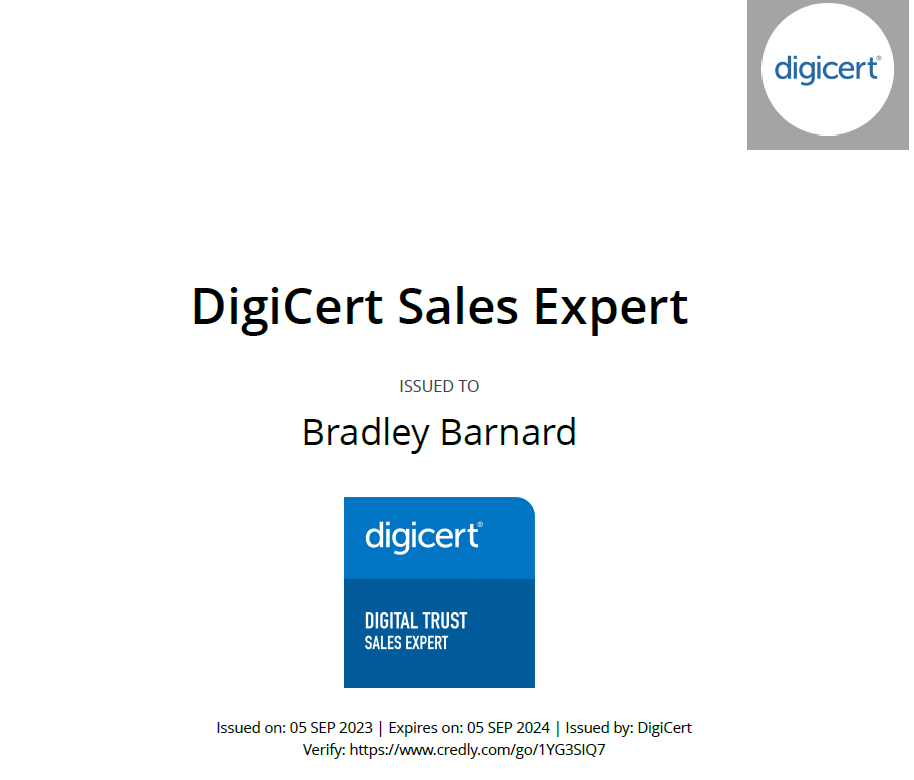 digicert®
DigiCert Sales Expert
ISSUED TO
Bradley Barnard
digicert®
DIGITAL TRUST
SALES EXPERT
Issued on: 05 SEP 2023 | Expires on: 05 SEP 2024 | Issued by: DigiCert
Verify: https://www.credly.com/go/1YG3SIQ7